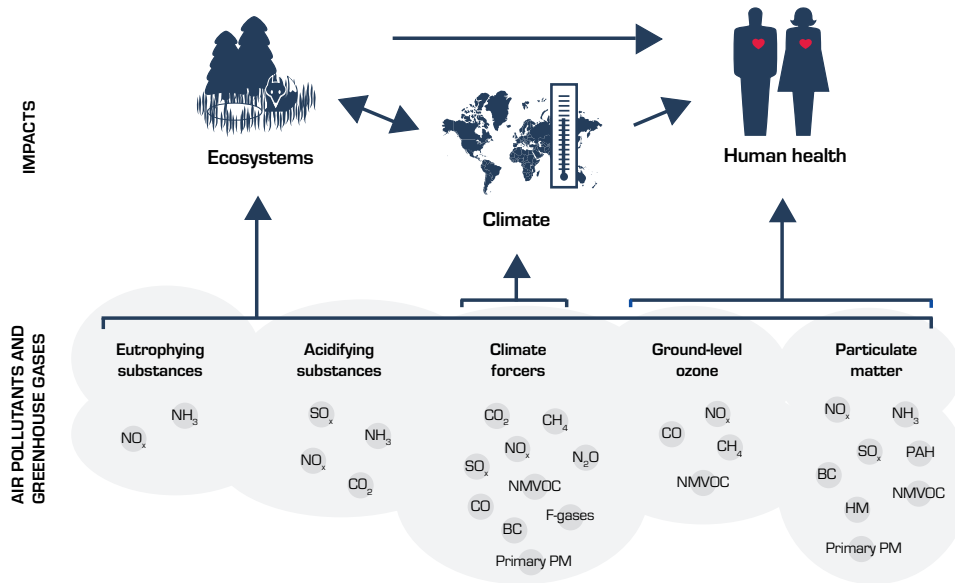 IMPACTS
Ecosystems
Climate
Human health
AIR POLLUTANTS AND
GREENHOUSE GASES
Eutrophying
substances
NH₃
NOₓ
Acidifying
substances
SOₓ
NH₃
NOₓ
CO₂
Climate
forcers
CO₂
CH₄
NOₓ
N₂O
SOₓ
NMVOC
CO
F-gases
BC
Primary PM
Ground-level
ozone
NOₓ
CO
CH₄
NMVOC
Particulate
matter
NOₓ
NH₃
SOₓ
PAH
BC
NMVOC
HM
Primary PM